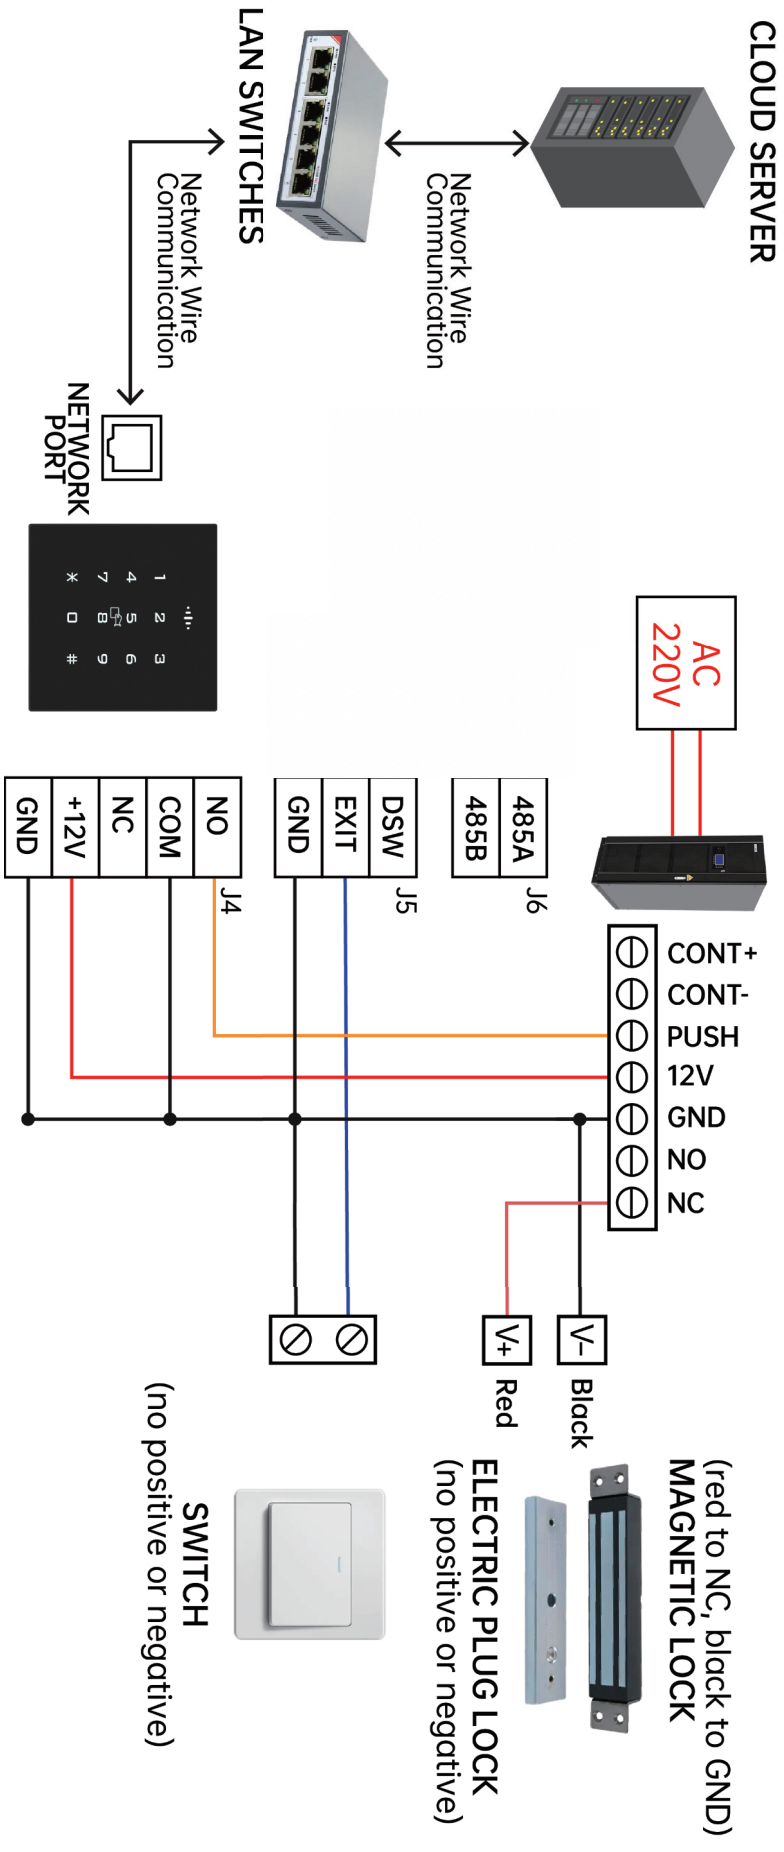 CLOUD SERVER
Network Wire
Communication
LAN SWITCHES
Network Wire
Communication
NETWORK
PORT
1 2 3
4 5 6
7 8 9
* 0 #
AC
220V
CONT+
CONT-
PUSH
12V
GND
NO
NC
J6
485A
485B
J5
DSW
EXIT
GND
J4
NO
COM
NC
+12V
GND
V− Black
V+ Red
(red to NC, black to GND)
MAGNETIC LOCK
ELECTRIC PLUG LOCK
(no positive or negative)
SWITCH
(no positive or negative)